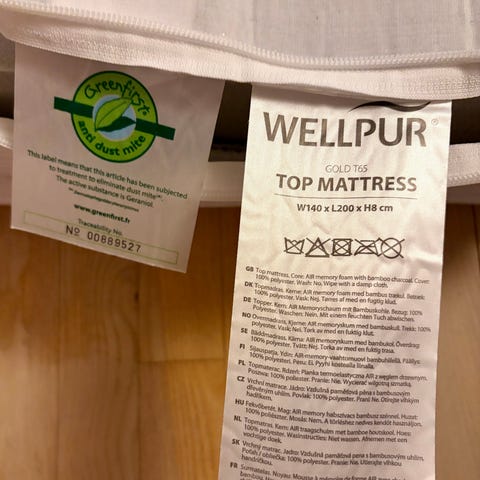 Greenfirst®
anti dust mite
This label means that this article has been subjected
to treatment to eliminate dust mite(*)
The active substance is Geraniol.
www.greenfirst.fr
Traceability No.
Nº 00889527
WELLPUR®
GOLD T65
TOP MATTRESS
W140 x L200 x H8 cm
GB Top mattress. Core: AIR memory foam with bamboo charcoal. Cover:
100% polyester. Wash: No. Wipe with a damp cloth.
DK Topmadras. Kerne: AIR memory foam med bambus trækul. Betræk:
100% polyester. Vask: Nej. Tørres af med en fugtig klud.
DE Topper. Kern: AIR Memoryschaum mit Bambuskohle. Bezug: 100%
Polyester. Waschen: Nein. Mit einem feuchten Tuch abwischen.
NO Overmadrass, Kjerne: AIR memoryskum med bambuskull. Trekk: 100%
polyester. Vask: Nei. Tørk av med en fuktig klut.
SE Bäddmadrass. Kärna: AIR memoryskum med bambukol. Överdrag:
100% polyester. Tvätt: Nej. Torka av med en fuktig trasa.
FI Sijauspatja. Ydin: AIR memory-vaahtomuovi bambuhiilellä. Päällys:
100% polyesteri. Pesu: Ei. Pyyhi kostealla liinalla.
PL Topmaterac. Rdzeń: Pianka termoelastyczna AIR z węglem drzewnym.
Poszwa: 100% polyester. Pranie: Nie. Wycierać wilgotną szmatką.
CZ Vrchní matrace. Jádro: Vzdušná paměťová pěna s bambusovým
dřevěným uhlím. Povlak: 100% polyester. Praní: Ne. Otírejte vlhkým
hadříkem.
HU Fekvőbetét. Mag: AIR memory habszivacs bambusz szénnel. Huzat:
100% poliészter. Mosás: Nem. A törléshez nedves kendőt használjon.
NL Topmatras. Kern: AIR traagschuim met bamboe houtskool. Hoes:
100% polyester. Wasinstructies: Niet wassen. Afnemen met een
vochtige doek.
SK Vrchný matrac. Jadro: Vzdušná pamäťová pena s bambusovým uhlím.
Poťah: 100% polyester. Pranie: Nie. Utierajte vlhkou
handričkou.
FR Surmatelas. Noyau: Mousse à mémoire de forme AIR